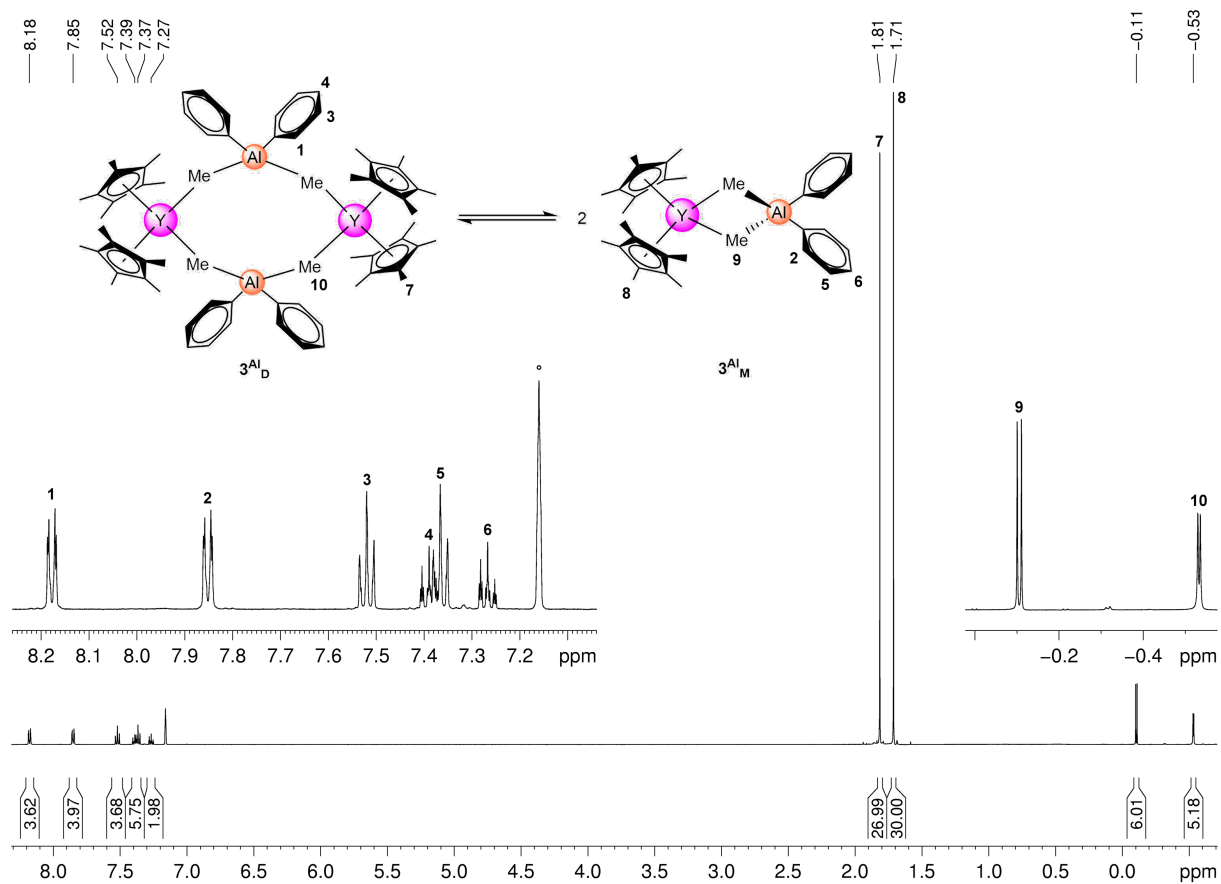 8.18 7.85 7.52 7.39 7.37 7.27 1.81 1.71 −0.11 −0.53
4
3
1
Al
Me Me
Y Y
Me Me
Al
10
7
3^Al_D
2
Me
Y Al
Me
9
2
5 6
8
3^Al_M
7
8
°
1 2 3 4 5 6
9
10
8.2 8.1 8.0 7.9 7.8 7.7 7.6 7.5 7.4 7.3 7.2 ppm
−0.2 −0.4 ppm
3.62 3.97 3.68 5.75 1.98 26.99 30.00 6.01 5.18
8.0 7.5 7.0 6.5 6.0 5.5 5.0 4.5 4.0 3.5 3.0 2.5 2.0 1.5 1.0 0.5 0.0 ppm